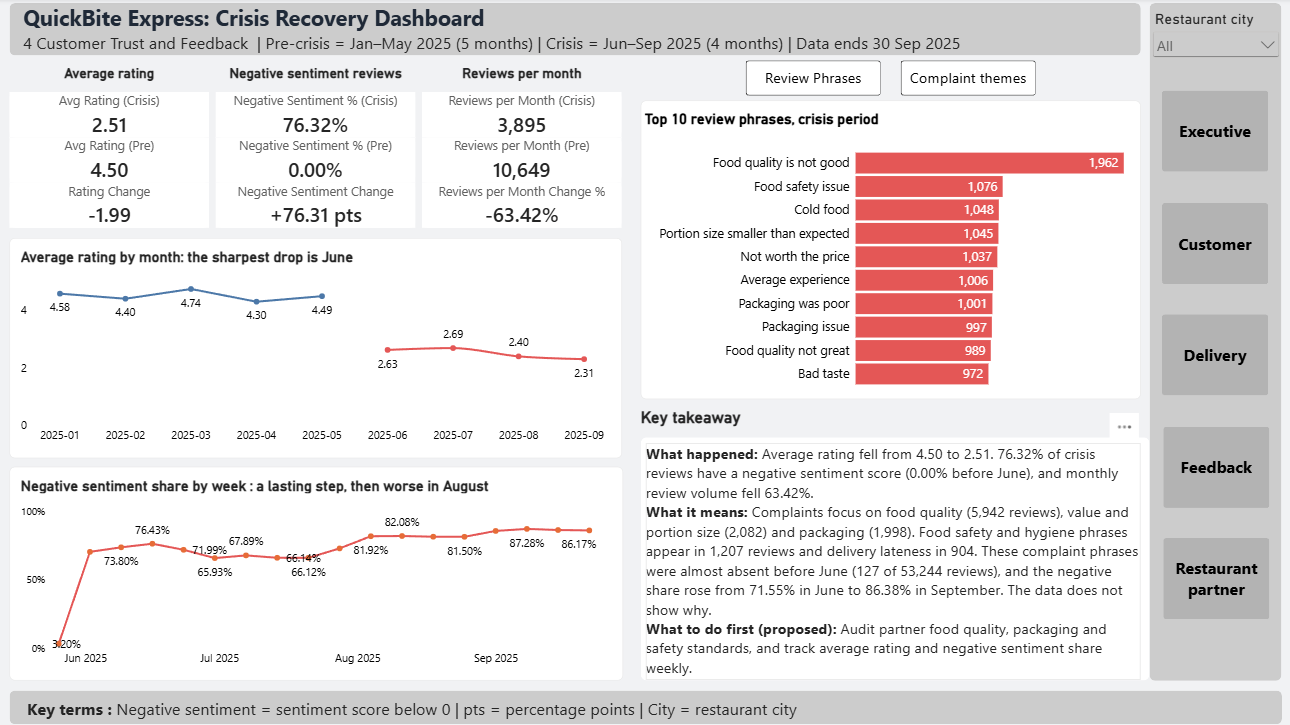 QuickBite Express: Crisis Recovery Dashboard
4 Customer Trust and Feedback | Pre-crisis = Jan–May 2025 (5 months) | Crisis = Jun–Sep 2025 (4 months) | Data ends 30 Sep 2025
Restaurant city
All
Average rating
Avg Rating (Crisis)
2.51
Avg Rating (Pre)
4.50
Rating Change
-1.99
Negative sentiment reviews
Negative Sentiment % (Crisis)
76.32%
Negative Sentiment % (Pre)
0.00%
Negative Sentiment Change
+76.31 pts
Reviews per month
Reviews per Month (Crisis)
3,895
Reviews per Month (Pre)
10,649
Reviews per Month Change %
-63.42%
Average rating by month: the sharpest drop is June
4
2
0
4.58
4.40
4.74
4.30
4.49
2.63
2.69
2.40
2.31
2025-01 2025-02 2025-03 2025-04 2025-05 2025-06 2025-07 2025-08 2025-09
Negative sentiment share by week : a lasting step, then worse in August
100%
50%
0%
3.20%
73.80%
76.43%
71.99%
65.93%
67.89%
66.14%
66.12%
81.92%
82.08%
81.50%
87.28%
86.17%
Jun 2025 Jul 2025 Aug 2025 Sep 2025
Review Phrases
Complaint themes
Top 10 review phrases, crisis period
Food quality is not good 1,962
Food safety issue 1,076
Cold food 1,048
Portion size smaller than expected 1,045
Not worth the price 1,037
Average experience 1,006
Packaging was poor 1,001
Packaging issue 997
Food quality not great 989
Bad taste 972
Key takeaway
What happened: Average rating fell from 4.50 to 2.51. 76.32% of crisis
reviews have a negative sentiment score (0.00% before June), and monthly
review volume fell 63.42%.
What it means: Complaints focus on food quality (5,942 reviews), value and
portion size (2,082) and packaging (1,998). Food safety and hygiene phrases
appear in 1,207 reviews and delivery lateness in 904. These complaint phrases
were almost absent before June (127 of 53,244 reviews), and the negative
share rose from 71.55% in June to 86.38% in September. The data does not
show why.
What to do first (proposed): Audit partner food quality, packaging and
safety standards, and track average rating and negative sentiment share
weekly.
Executive
Customer
Delivery
Feedback
Restaurant
partner
Key terms : Negative sentiment = sentiment score below 0 | pts = percentage points | City = restaurant city